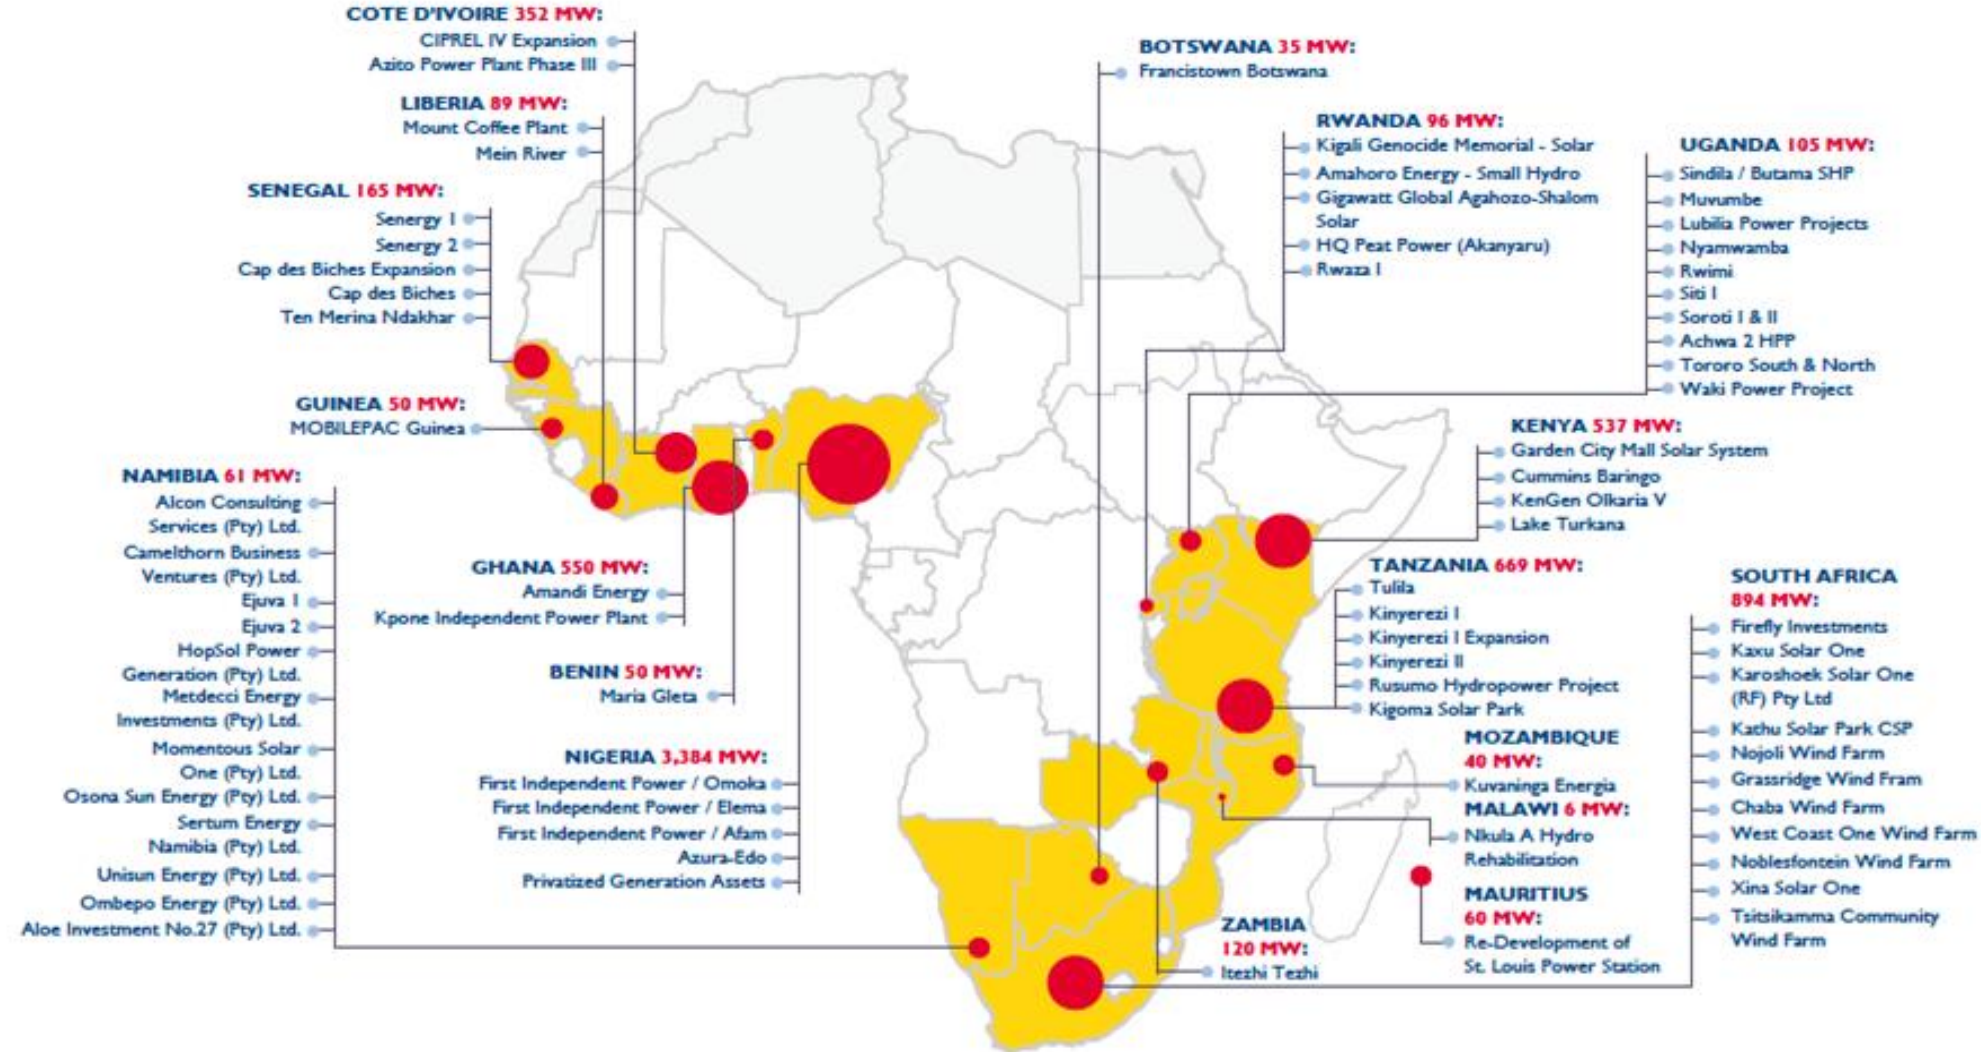 COTE D'IVOIRE 352 MW:
CIPREL IV Expansion
Azito Power Plant Phase III
LIBERIA 89 MW:
Mount Coffee Plant
Mein River
SENEGAL 165 MW:
Senergy 1
Senergy 2
Cap des Biches Expansion
Cap des Biches
Ten Merina Ndakhar
GUINEA 50 MW:
MOBILEPAC Guinea
NAMIBIA 61 MW:
Alcon Consulting
Services (Pty) Ltd.
Camelthorn Business
Ventures (Pty) Ltd.
Ejuva 1
Ejuva 2
HopSol Power
Generation (Pty) Ltd.
Metdecci Energy
Investments (Pty) Ltd.
Momentous Solar
One (Pty) Ltd.
Osona Sun Energy (Pty) Ltd.
Sertum Energy
Namibia (Pty) Ltd.
Unisun Energy (Pty) Ltd.
Ombepo Energy (Pty) Ltd.
Aloe Investment No.27 (Pty) Ltd.
GHANA 550 MW:
Amandi Energy
Kpone Independent Power Plant
BENIN 50 MW:
Maria Gleta
NIGERIA 3,384 MW:
First Independent Power / Omoka
First Independent Power / Elema
First Independent Power / Afam
Azura-Edo
Privatized Generation Assets
BOTSWANA 35 MW:
Francistown Botswana
RWANDA 96 MW:
Kigali Genocide Memorial - Solar
Amahoro Energy - Small Hydro
Gigawatt Global Agahozo-Shalom
Solar
HQ Peat Power (Akanyaru)
Rwaza I
UGANDA 105 MW:
Sindila / Butama SHP
Muvumbe
Lubilia Power Projects
Nyamwamba
Rwimi
Siti I
Soroti I & II
Achwa 2 HPP
Tororo South & North
Waki Power Project
KENYA 537 MW:
Garden City Mall Solar System
Cummins Baringo
KenGen Olkaria V
Lake Turkana
TANZANIA 669 MW:
Tulila
Kinyerezi I
Kinyerezi I Expansion
Kinyerezi II
Rusumo Hydropower Project
Kigoma Solar Park
MOZAMBIQUE
40 MW:
Kuvaninga Energia
MALAWI 6 MW:
Nkula A Hydro
Rehabilitation
MAURITIUS
60 MW:
Re-Development of
St. Louis Power Station
ZAMBIA
120 MW:
Itezhi Tezhi
SOUTH AFRICA
894 MW:
Firefly Investments
Kaxu Solar One
Karoshoek Solar One
(RF) Pty Ltd
Kathu Solar Park CSP
Nojoli Wind Farm
Grassridge Wind Fram
Chaba Wind Farm
West Coast One Wind Farm
Noblesfontein Wind Farm
Xina Solar One
Tsitsikamma Community
Wind Farm